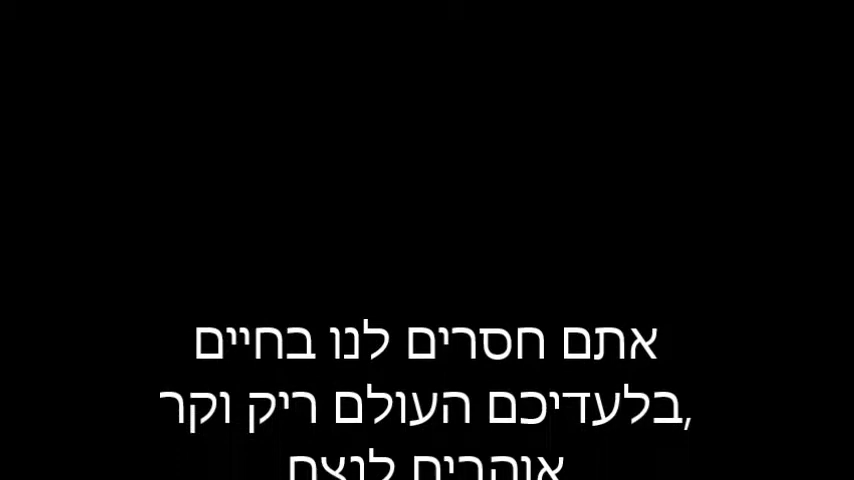 אתם חסרים לנו בחיים
,בלעדיכם העולם ריק וקר
אוהבים לנצח